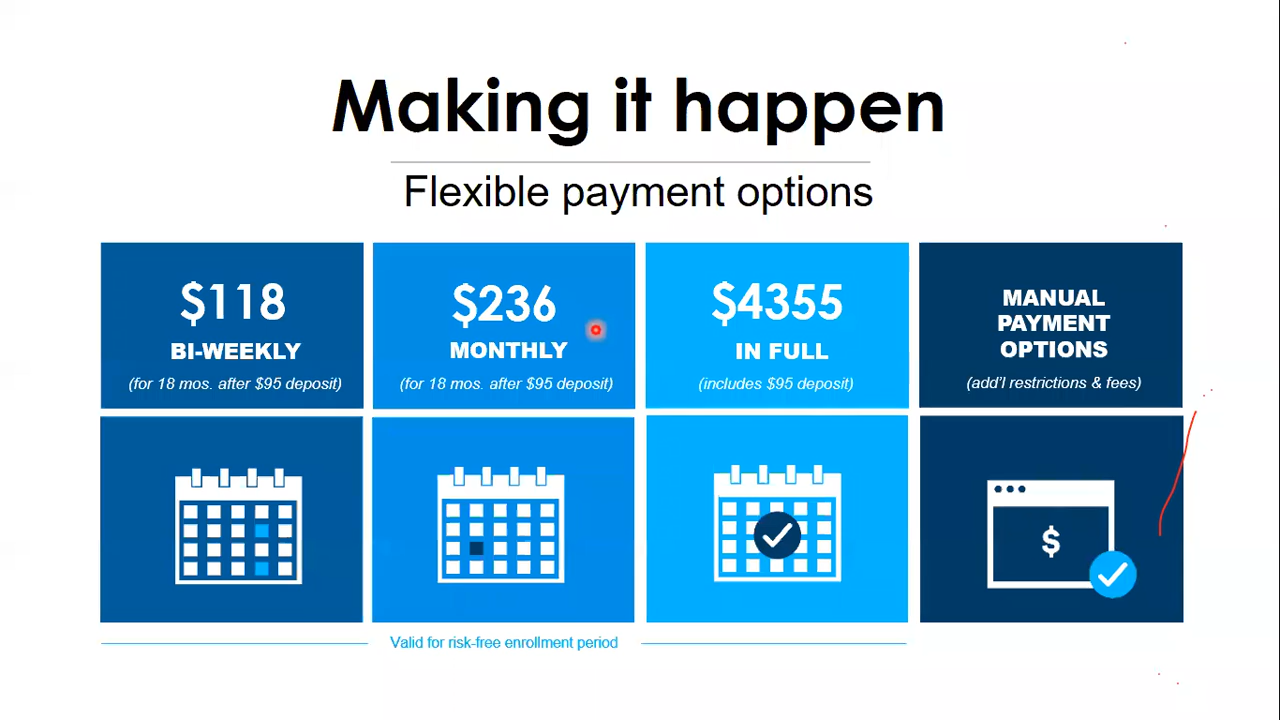 Making it happen
Flexible payment options
$118
BI-WEEKLY
(for 18 mos. after $95 deposit)
$236
MONTHLY
(for 18 mos. after $95 deposit)
$4355
IN FULL
(includes $95 deposit)
MANUAL
PAYMENT
OPTIONS
(add'l restrictions & fees)
$
Valid for risk-free enrollment period